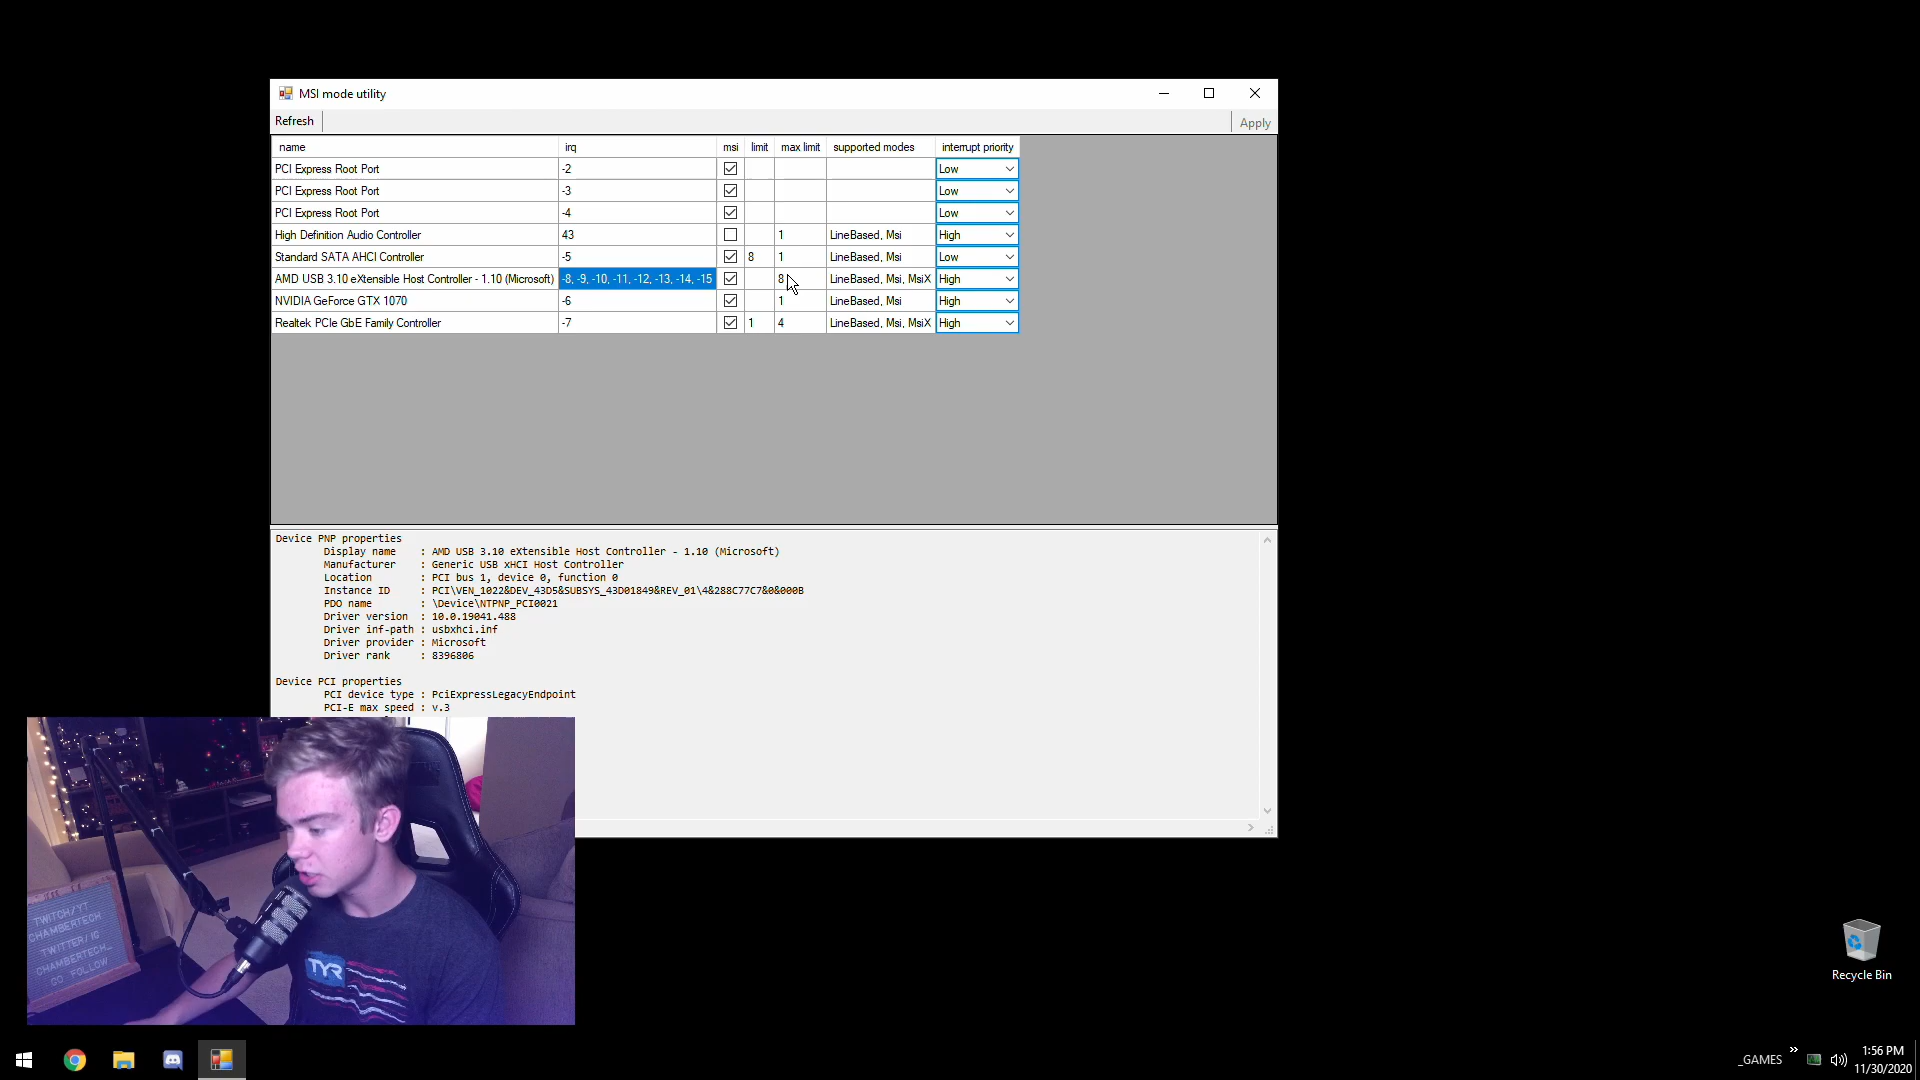 MSI mode utility
Refresh
Apply
name irq msi limit max limit supported modes interrupt priority
PCI Express Root Port -2 Low
PCI Express Root Port -3 Low
PCI Express Root Port -4 Low
High Definition Audio Controller 43 1 LineBased, Msi High
Standard SATA AHCI Controller -5 8 1 LineBased, Msi Low
AMD USB 3.10 eXtensible Host Controller - 1.10 (Microsoft) -8, -9, -10, -11, -12, -13, -14, -15 8 LineBased, Msi, MsiX High
NVIDIA GeForce GTX 1070 -6 1 LineBased, Msi High
Realtek PCIe GbE Family Controller -7 1 4 LineBased, Msi, MsiX High
Device PNP properties
Display name : AMD USB 3.10 eXtensible Host Controller - 1.10 (Microsoft)
Manufacturer : Generic USB xHCI Host Controller
Location : PCI bus 1, device 0, function 0
Instance ID : PCI\VEN_1022&DEV_43D5&SUBSYS_43D01849&REV_01\4&288C77C7&0&000B
PDO name : \Device\NTPNP_PCI0021
Driver version : 10.0.19041.488
Driver inf-path : usbxhci.inf
Driver provider : Microsoft
Driver rank : 8396806
Device PCI properties
PCI device type : PciExpressLegacyEndpoint
PCI-E max speed : v.3
TWITCH/YT
CHAMBERTECH
TWITTER/IG
CHAMBERTECH_
GO FOLLOW
TYR
Recycle Bin
_GAMES
1:56 PM
11/30/2020